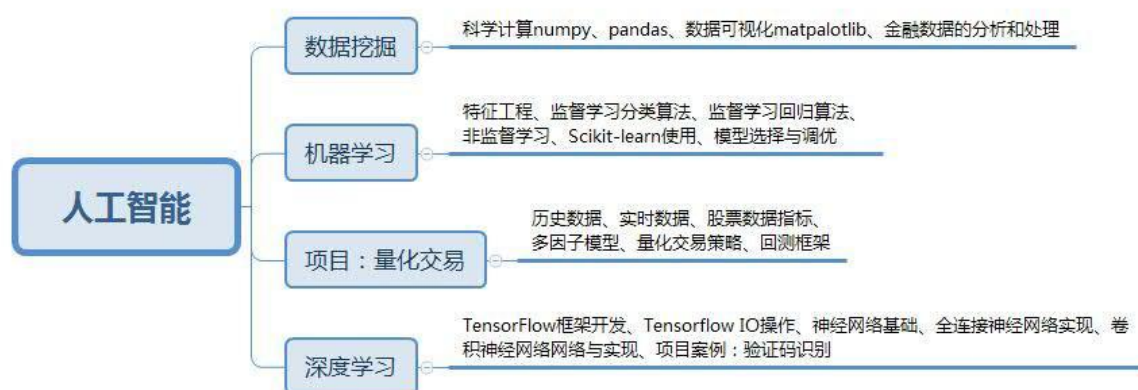 数据挖掘
科学计算numpy、pandas、数据可视化matpalotlib、金融数据的分析和处理
机器学习
特征工程、监督学习分类算法、监督学习回归算法、
非监督学习、Scikit-learn使用、模型选择与调优
人工智能
项目：量化交易
历史数据、实时数据、股票数据指标、
多因子模型、量化交易策略、回测框架
深度学习
TensorFlow框架开发、Tensorflow IO操作、神经网络基础、全连接神经网络实现、卷
积神经网络网络与实现、项目案例：验证码识别